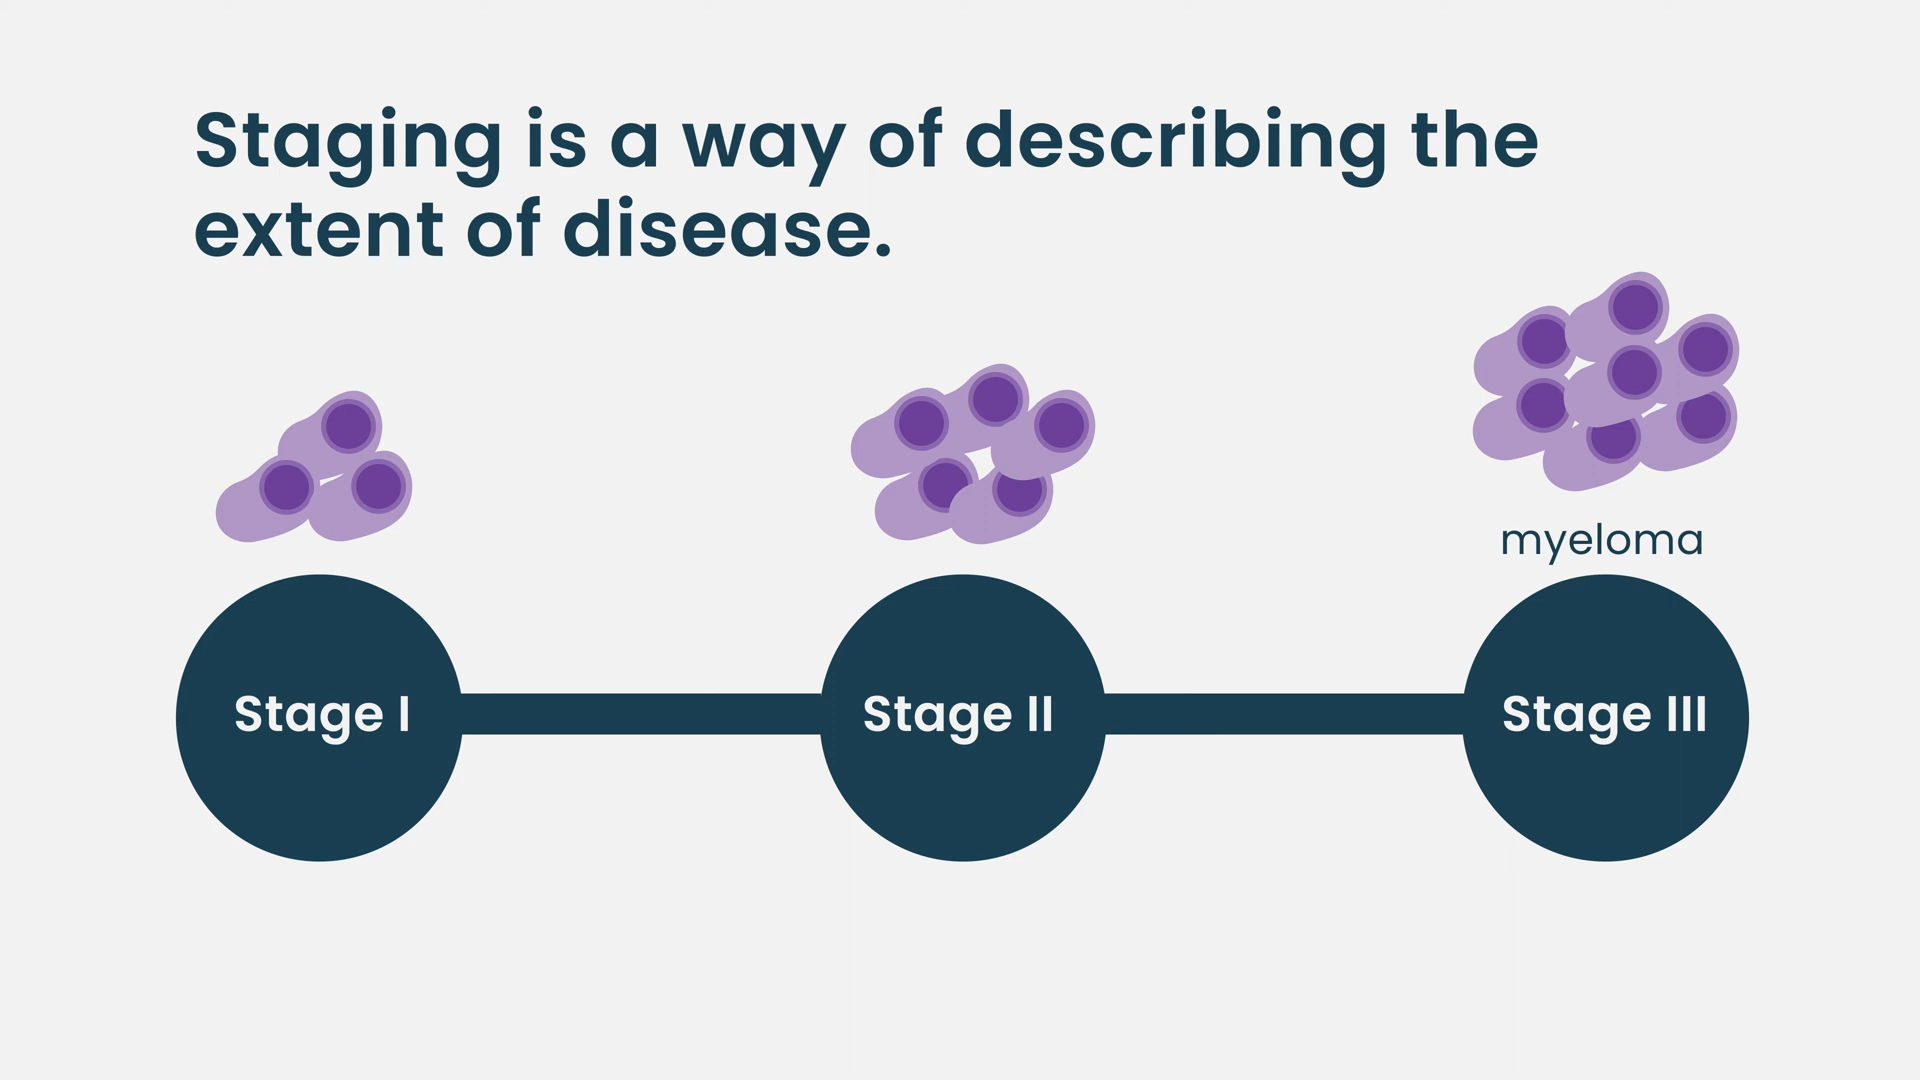 Staging is a way of describing the
extent of disease.
myeloma
Stage I
Stage II
Stage III